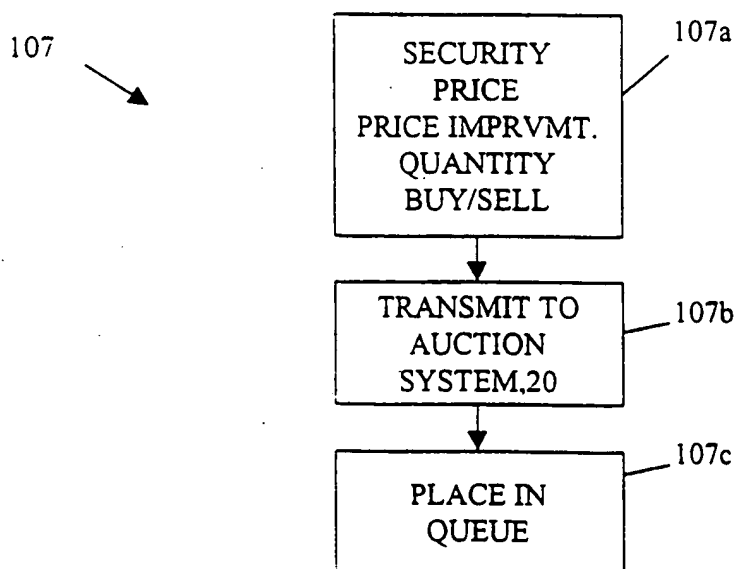 107
107a
SECURITY
PRICE
PRICE IMPRVMT.
QUANTITY
BUY/SELL
107b
TRANSMIT TO
AUCTION
SYSTEM,20
107c
PLACE IN
QUEUE